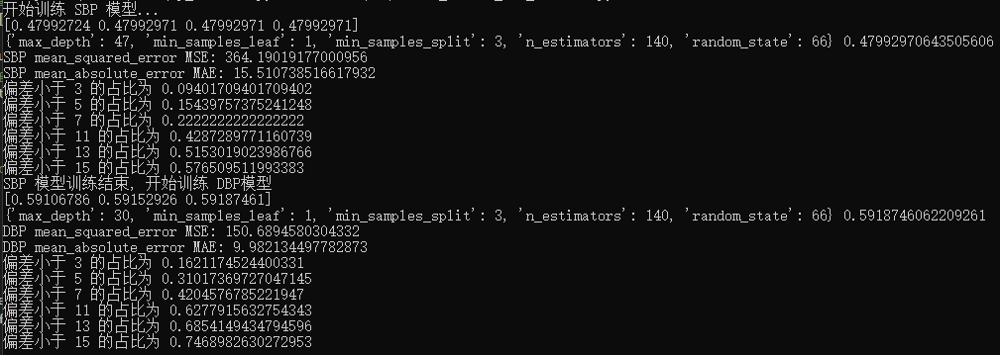 开始训练 SBP 模型...
[0.47992724 0.47992971 0.47992971 0.47992971]
{'max_depth': 47, 'min_samples_leaf': 1, 'min_samples_split': 3, 'n_estimators': 140, 'random_state': 66} 0.47992970643505606
SBP mean_squared_error MSE: 364.19019177000956
SBP mean_absolute_error MAE: 15.510738516617932
偏差小于 3 的占比为 0.09401709401709402
偏差小于 5 的占比为 0.15439757375241248
偏差小于 7 的占比为 0.2222222222222222
偏差小于 11 的占比为 0.4287289771160739
偏差小于 13 的占比为 0.5153019023986766
偏差小于 15 的占比为 0.576509511993383
SBP 模型训练结束, 开始训练 DBP模型
[0.59106786 0.59152926 0.59187461]
{'max_depth': 30, 'min_samples_leaf': 1, 'min_samples_split': 3, 'n_estimators': 140, 'random_state': 66} 0.5918746062209261
DBP mean_squared_error MSE: 150.6894580304332
DBP mean_absolute_error MAE: 9.982134497782873
偏差小于 3 的占比为 0.1621174524400331
偏差小于 5 的占比为 0.31017369727047145
偏差小于 7 的占比为 0.4204576785221947
偏差小于 11 的占比为 0.6277915632754343
偏差小于 13 的占比为 0.6854149434794596
偏差小于 15 的占比为 0.7468982630272953